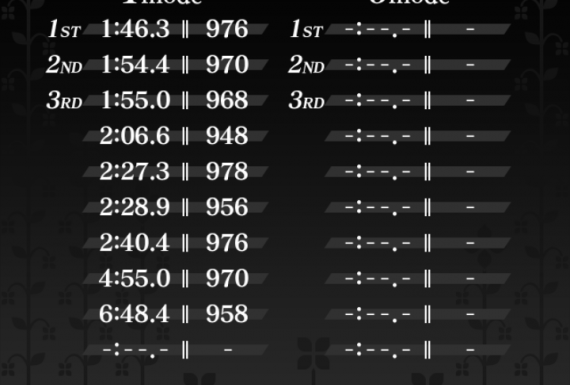 mode mode
1ST 1:46.3 || 976 1ST -:--.- || -
2ND 1:54.4 || 970 2ND -:--.- || -
3RD 1:55.0 || 968 3RD -:--.- || -
2:06.6 || 948 -:--.- || -
2:27.3 || 978 -:--.- || -
2:28.9 || 956 -:--.- || -
2:40.4 || 976 -:--.- || -
4:55.0 || 970 -:--.- || -
6:48.4 || 958 -:--.- || -
-:--.- || - -:--.- || -